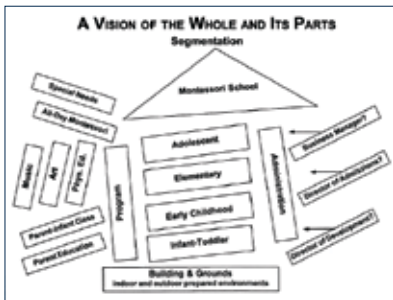 A VISION OF THE WHOLE AND ITS PARTS
Segmentation
Montessori School
Special Needs
All-Day Montessori
Music
Art
Phys. Ed.
Parent-Infant Class
Parent Education
Program
Adolescent
Elementary
Early Childhood
Infant-Toddler
Administration
Business Manager?
Director of Admissions?
Director of Development?
Building & Grounds
Indoor and outdoor prepared environments